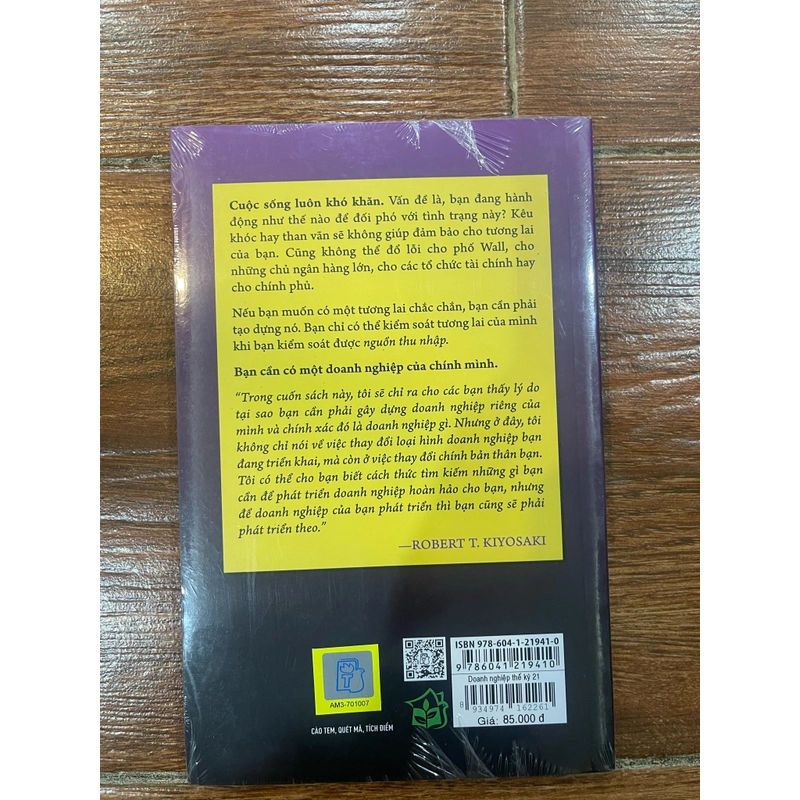 Cuộc sống luôn khó khăn. Vấn đề là, bạn đang hành
động như thế nào để đối phó với tình trạng này? Kêu
khóc hay than vãn sẽ không giúp đảm bảo cho tương lai
của bạn. Cũng không thể đổ lỗi cho phố Wall, cho
những chủ ngân hàng lớn, cho các tổ chức tài chính hay
cho chính phủ.
Nếu bạn muốn có một tương lai chắc chắn, bạn cần phải
tạo dựng nó. Bạn chỉ có thể kiểm soát tương lai của mình
khi bạn kiểm soát được nguồn thu nhập.
Bạn cần có một doanh nghiệp của chính mình.
“Trong cuốn sách này, tôi sẽ chỉ ra cho các bạn thấy lý do
tại sao bạn cần phải gây dựng doanh nghiệp riêng của
mình và chính xác đó là doanh nghiệp gì. Nhưng ở đây, tôi
không chỉ nói về việc thay đổi loại hình doanh nghiệp bạn
đang triển khai, mà còn ở việc thay đổi chính bản thân bạn.
Tôi có thể cho bạn biết cách thức tìm kiếm những gì bạn
cần để phát triển doanh nghiệp hoàn hảo cho bạn, nhưng
để doanh nghiệp của bạn phát triển thì bạn cũng sẽ phải
phát triển theo.”
—ROBERT T. KIYOSAKI
ISBN 978-604-1-21941-0
9 786041 219410
Doanh nghiệp thế kỷ 21
8 934974 162261
Giá: 85.000 đ
AM3-701007
CÀO TEM, QUÉT MÃ, TÍCH ĐIỂM